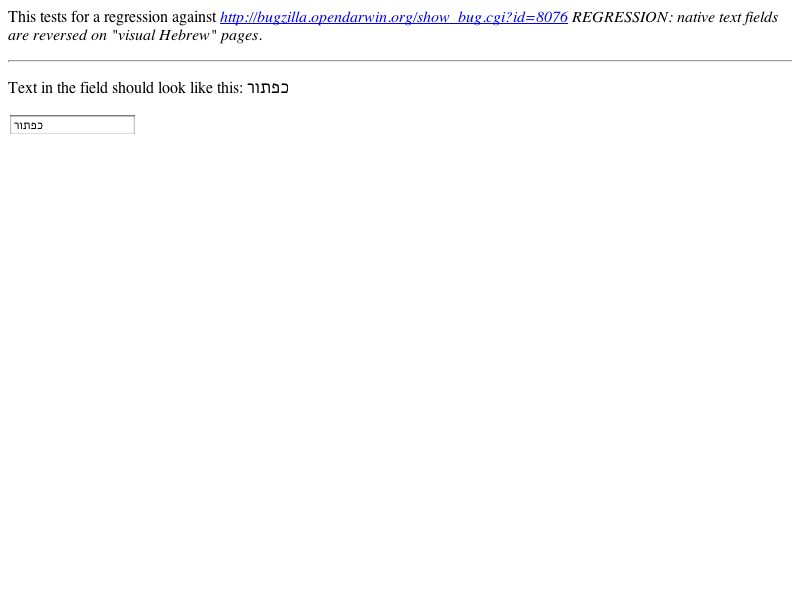 This tests for a regression against http://bugzilla.opendarwin.org/show_bug.cgi?id=8076 REGRESSION: native text fields
are reversed on "visual Hebrew" pages.
Text in the field should look like this: כפתור
כפתור